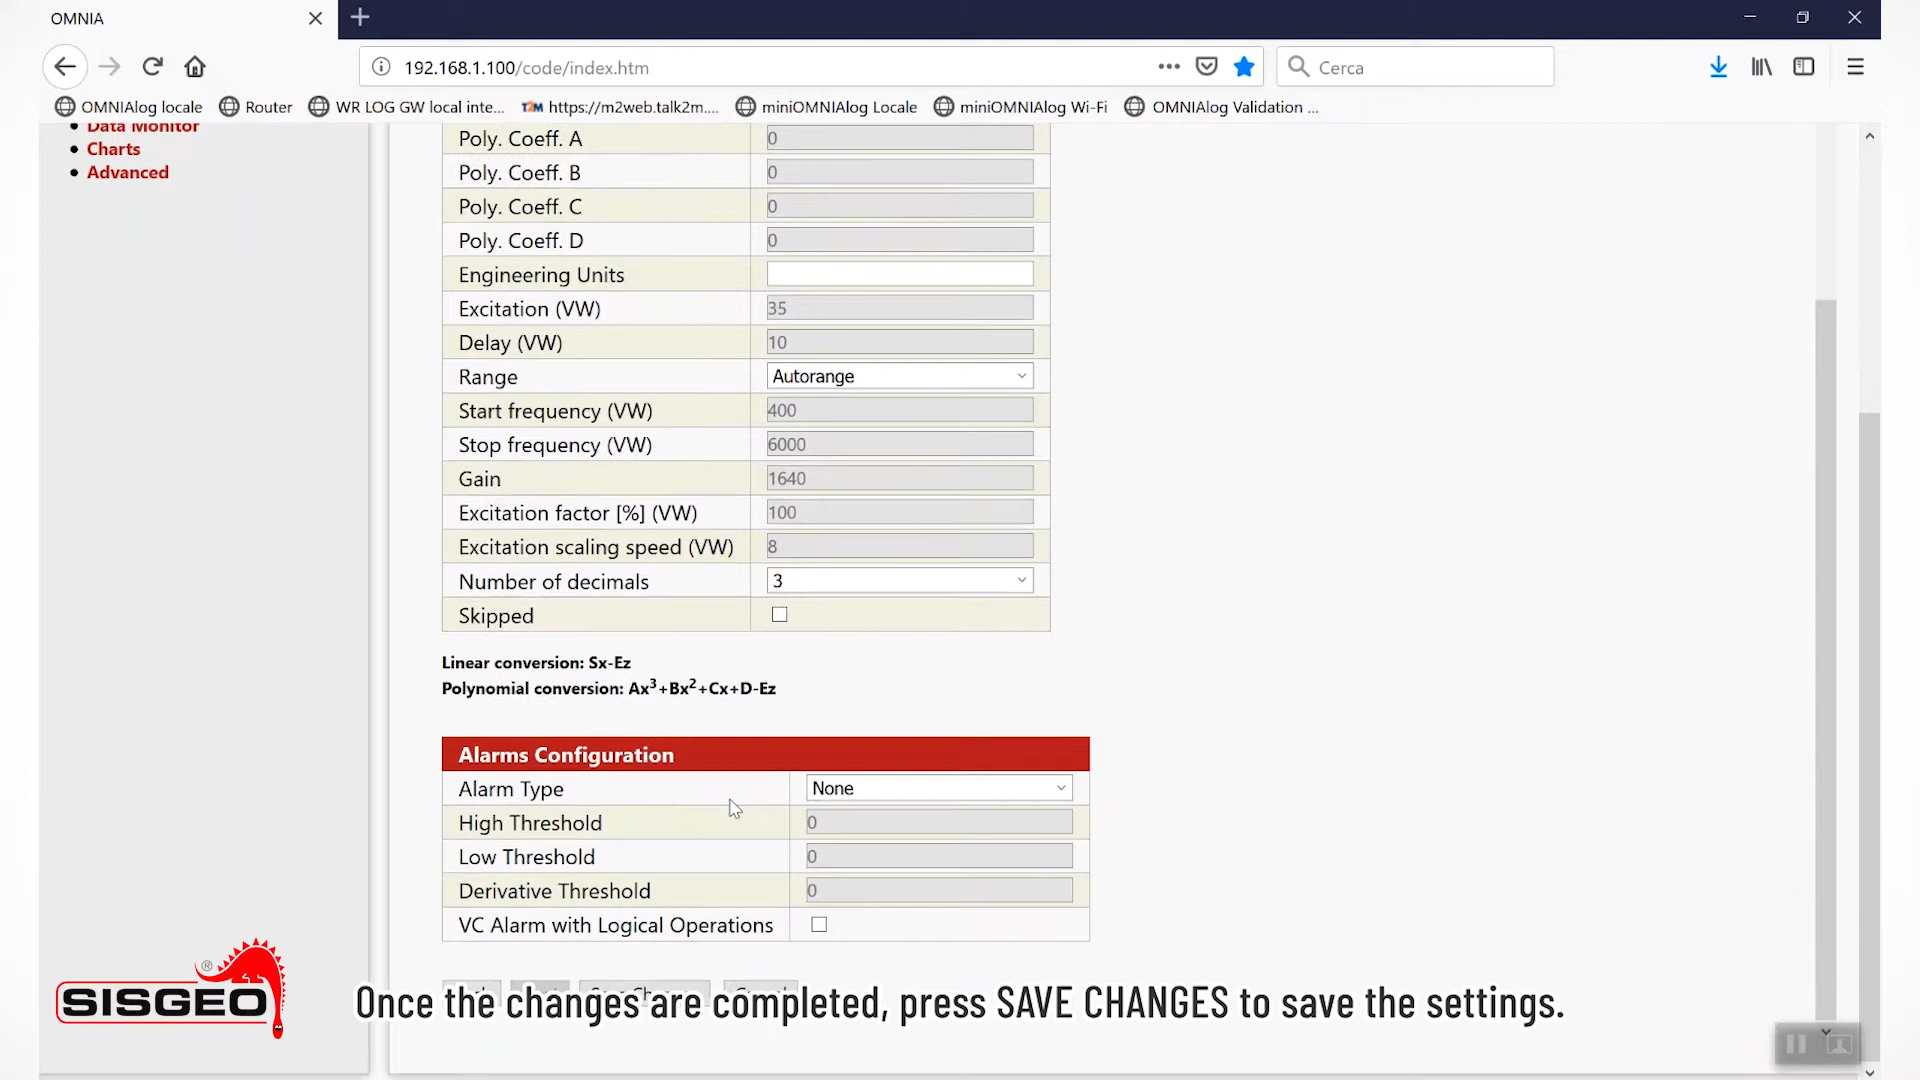 OMNIA
192.168.1.100/code/index.htm
Cerca
OMNIAlog locale
Router
WR LOG GW local inte...
T2M https://m2web.talk2m....
miniOMNIAlog Locale
miniOMNIAlog Wi-Fi
OMNIAlog Validation ...
Data Monitor
Charts
Advanced
Poly. Coeff. A 0
Poly. Coeff. B 0
Poly. Coeff. C 0
Poly. Coeff. D 0
Engineering Units
Excitation (VW) 35
Delay (VW) 10
Range Autorange
Start frequency (VW) 400
Stop frequency (VW) 6000
Gain 1640
Excitation factor [%] (VW) 100
Excitation scaling speed (VW) 8
Number of decimals 3
Skipped
Linear conversion: Sx-Ez
Polynomial conversion: Ax³+Bx²+Cx+D-Ez
Alarms Configuration
Alarm Type None
High Threshold 0
Low Threshold 0
Derivative Threshold 0
VC Alarm with Logical Operations
® SISGEO
Once the changes are completed, press SAVE CHANGES to save the settings.